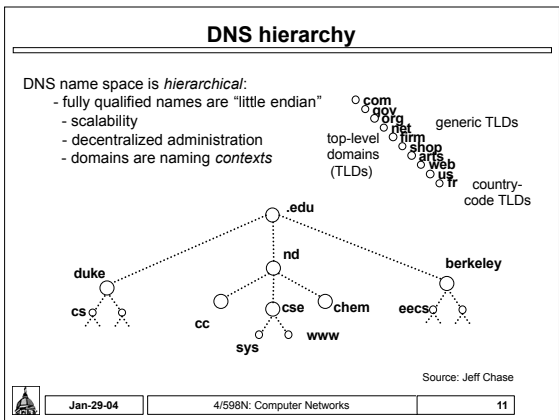 DNS hierarchy
DNS name space is hierarchical:
- fully qualified names are “little endian”
- scalability
- decentralized administration
- domains are naming contexts
com
gov
org
net
firm
shop
arts
web
us
fr
generic TLDs
top-level
domains
(TLDs)
country-
code TLDs
.edu
duke
nd
berkeley
cs
cc
cse
chem
eecs
sys
www
Source: Jeff Chase
Jan-29-04
4/598N: Computer Networks
11